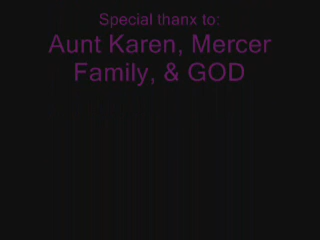 Special thanx to:
Aunt Karen, Mercer
Family, & GOD